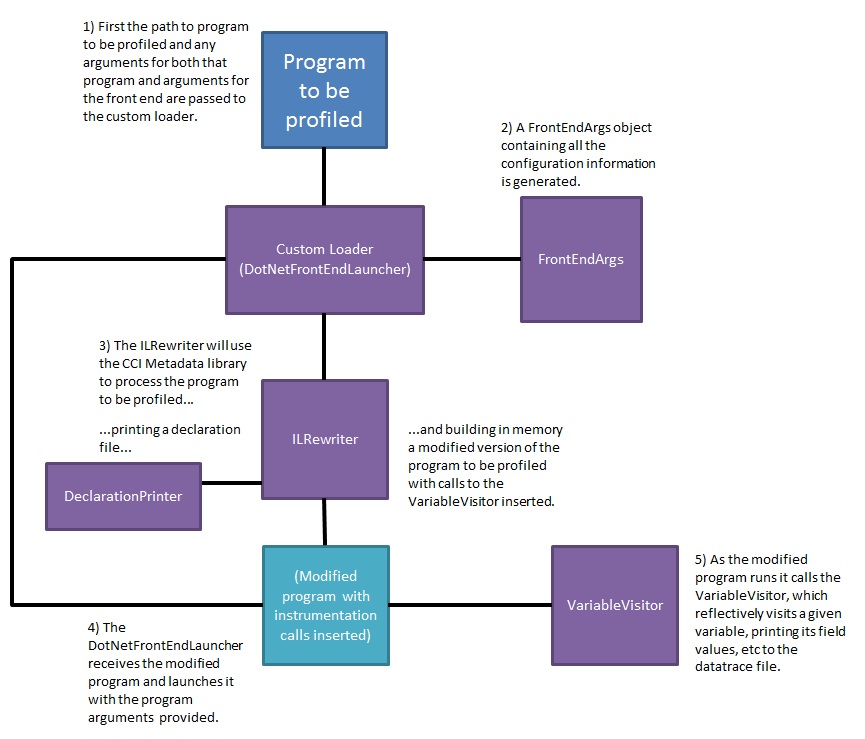 1) First the path to program
to be profiled and any
arguments for both that
program and arguments for
the front end are passed to
the custom loader.
Program
to be
profiled
2) A FrontEndArgs object
containing all the
configuration information
is generated.
Custom Loader
(DotNetFrontEndLauncher)
FrontEndArgs
3) The ILRewriter will use
the CCI Metadata library
to process the program
to be profiled...
...printing a declaration
file...
ILRewriter
...and building in memory
a modified version of the
program to be profiled
with calls to the
VariableVisitor inserted.
DeclarationPrinter
(Modified
program with
instrumentation
calls inserted)
VariableVisitor
5) As the modified
program runs it calls the
VariableVisitor, which
reflectively visits a given
variable, printing its field
values, etc to the
datatrace file.
4) The
DotNetFrontEndLauncher
receives the modified
program and launches it
with the program
arguments provided.